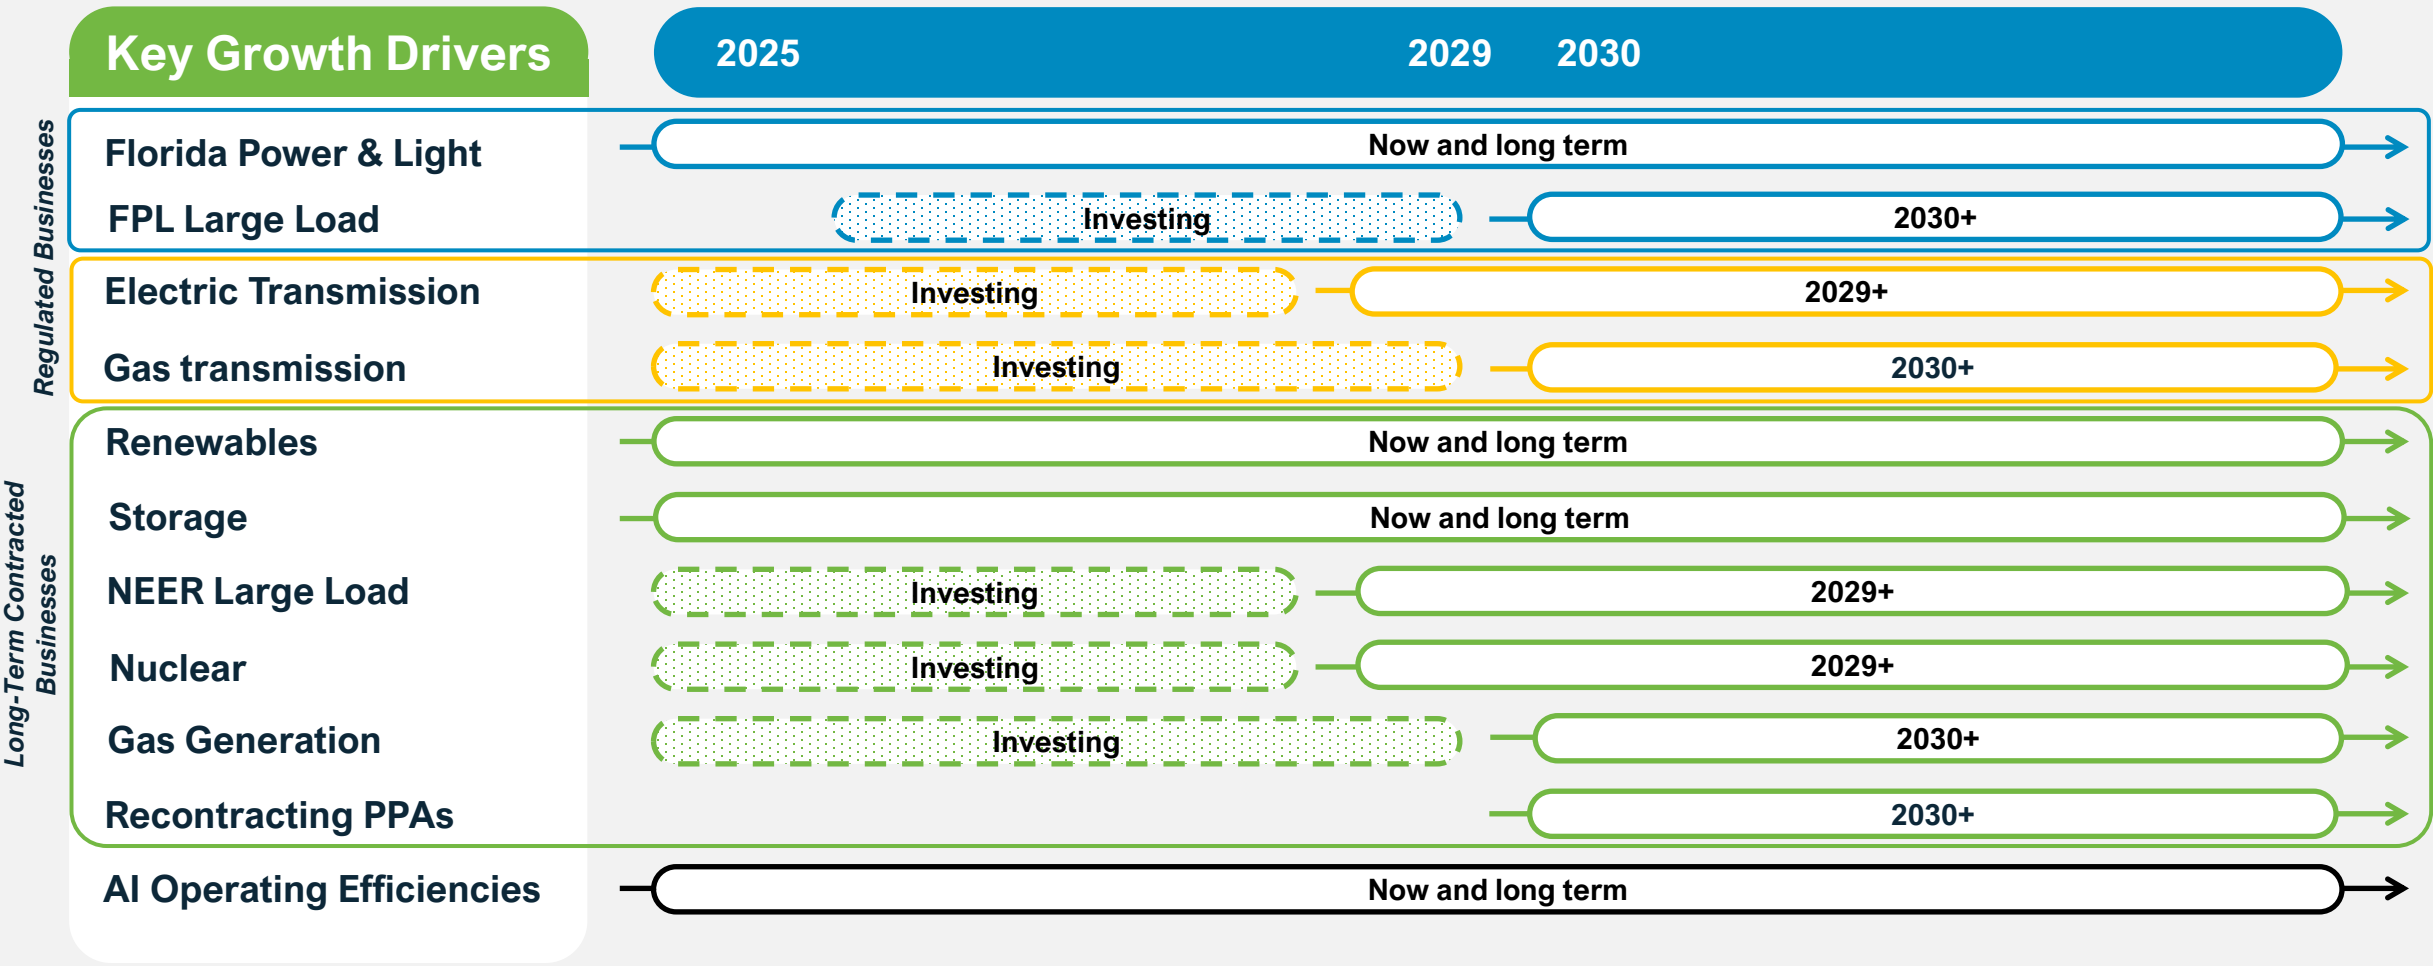 Key Growth Drivers
2025
2029
2030
Regulated Businesses
Florida Power & Light
Now and long term
FPL Large Load
Investing
2030+
Electric Transmission
Investing
2029+
Gas transmission
Investing
2030+
Long-Term Contracted
Businesses
Renewables
Now and long term
Storage
Now and long term
NEER Large Load
Investing
2029+
Nuclear
Investing
2029+
Gas Generation
Investing
2030+
Recontracting PPAs
2030+
AI Operating Efficiencies
Now and long term